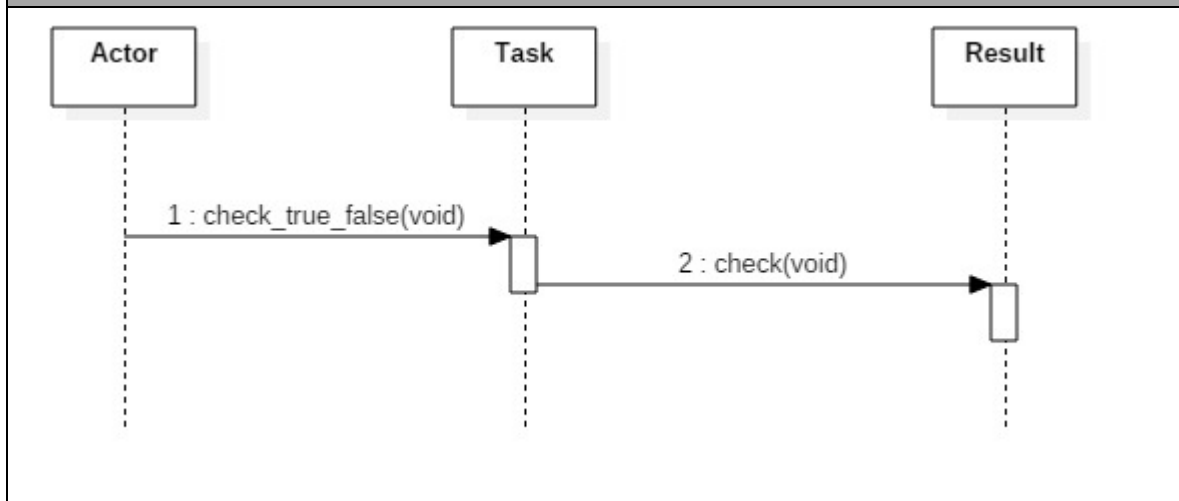 Actor
Task
Result
1 : check_true_false(void)
2 : check(void)